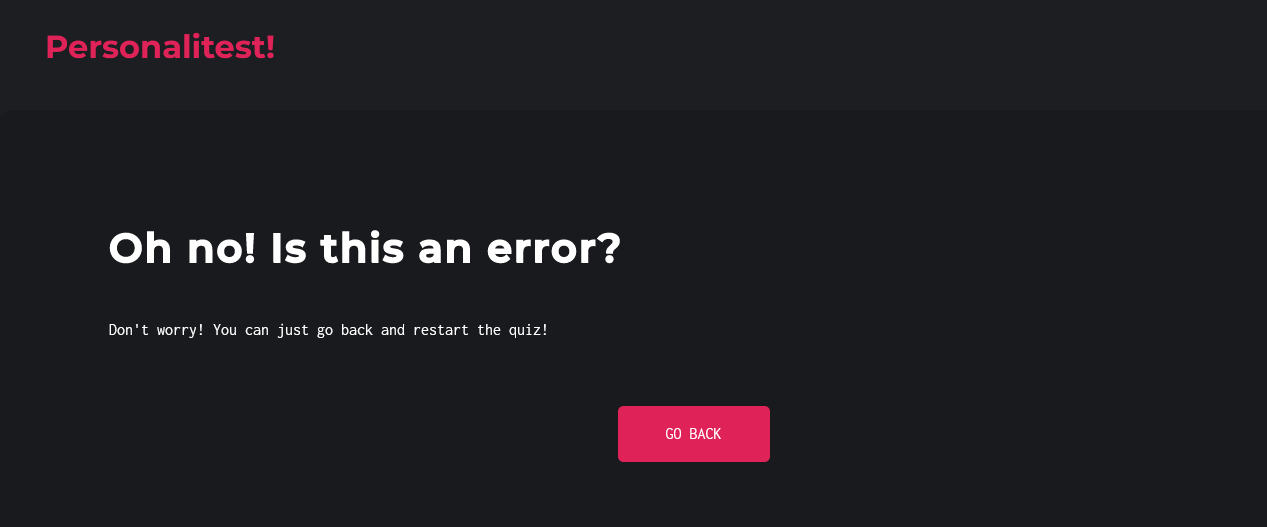 Personalitest!
Oh no! Is this an error?
Don't worry! You can just go back and restart the quiz!
GO BACK